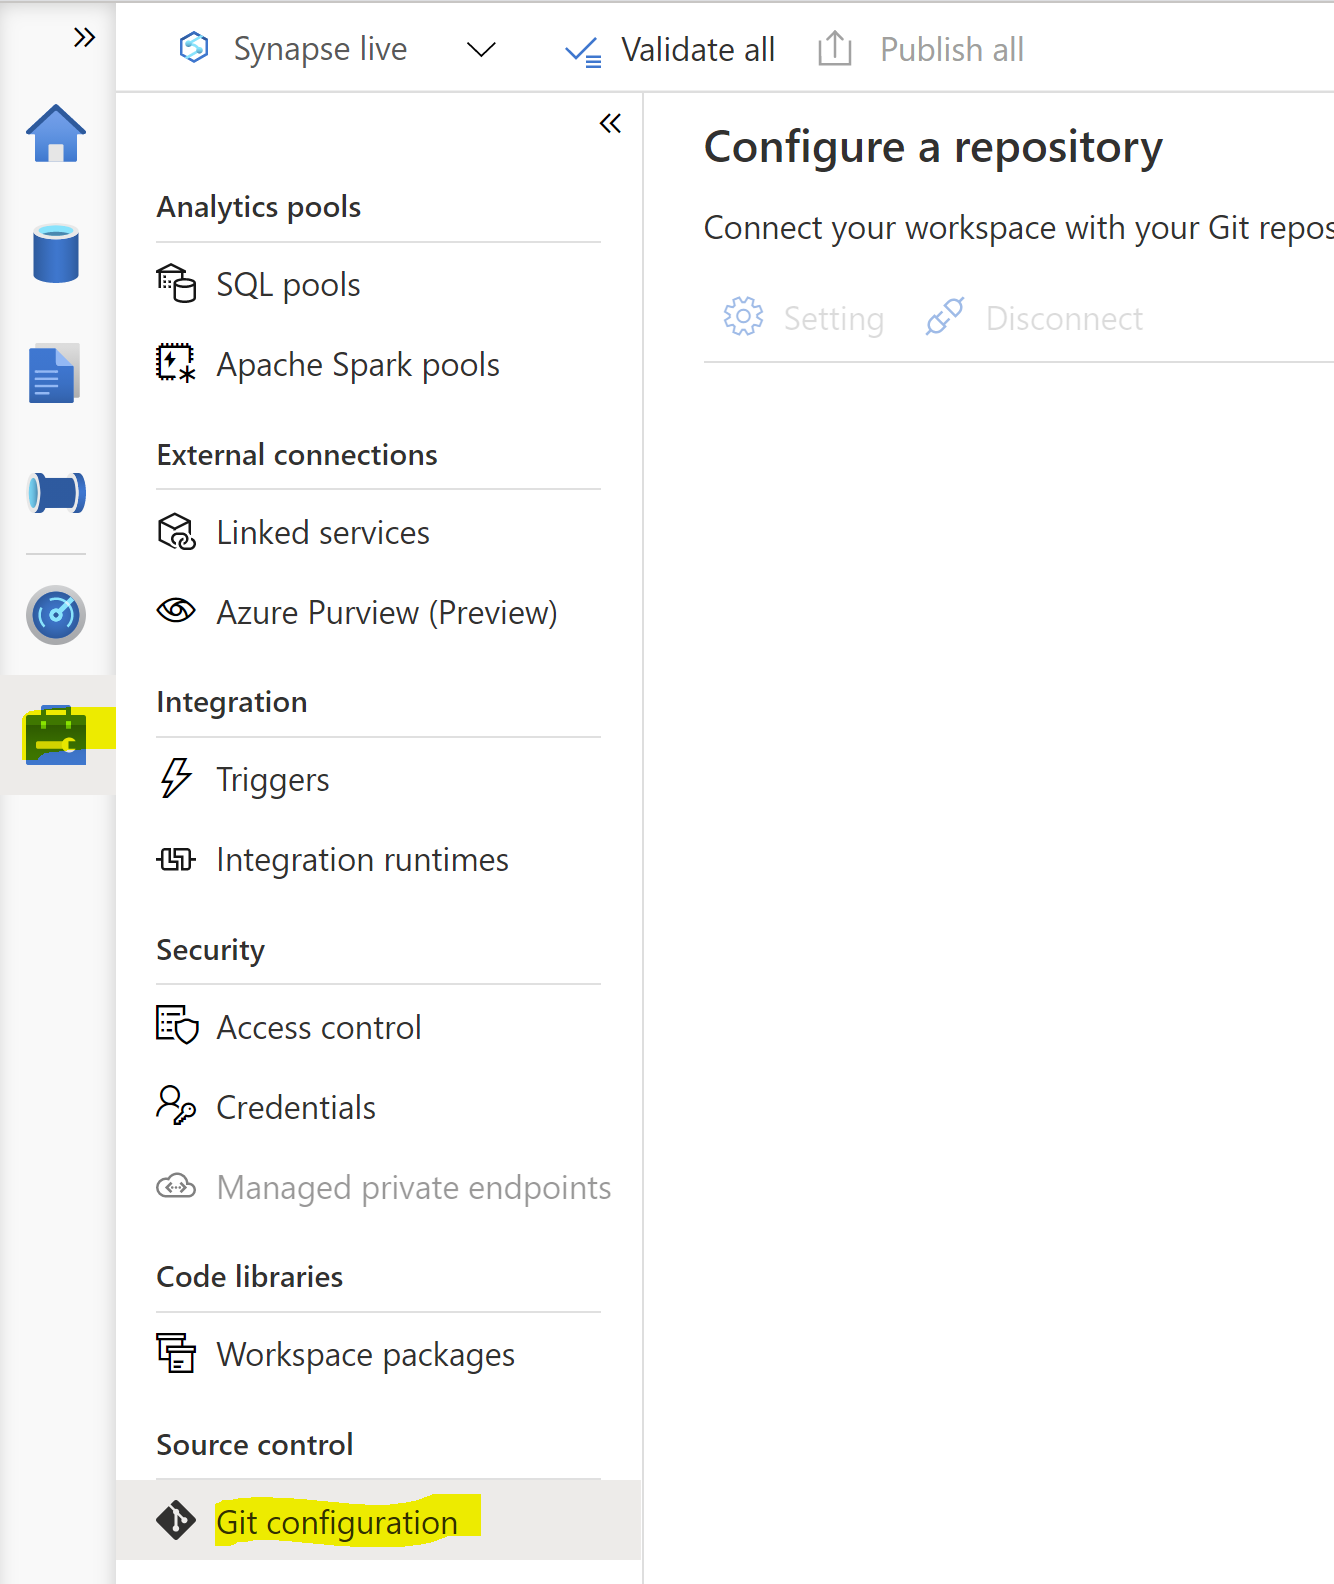 Synapse live
Validate all
Publish all
Configure a repository
Connect your workspace with your Git repos
Setting
Disconnect
Analytics pools
SQL pools
Apache Spark pools
External connections
Linked services
Azure Purview (Preview)
Integration
Triggers
Integration runtimes
Security
Access control
Credentials
Managed private endpoints
Code libraries
Workspace packages
Source control
Git configuration